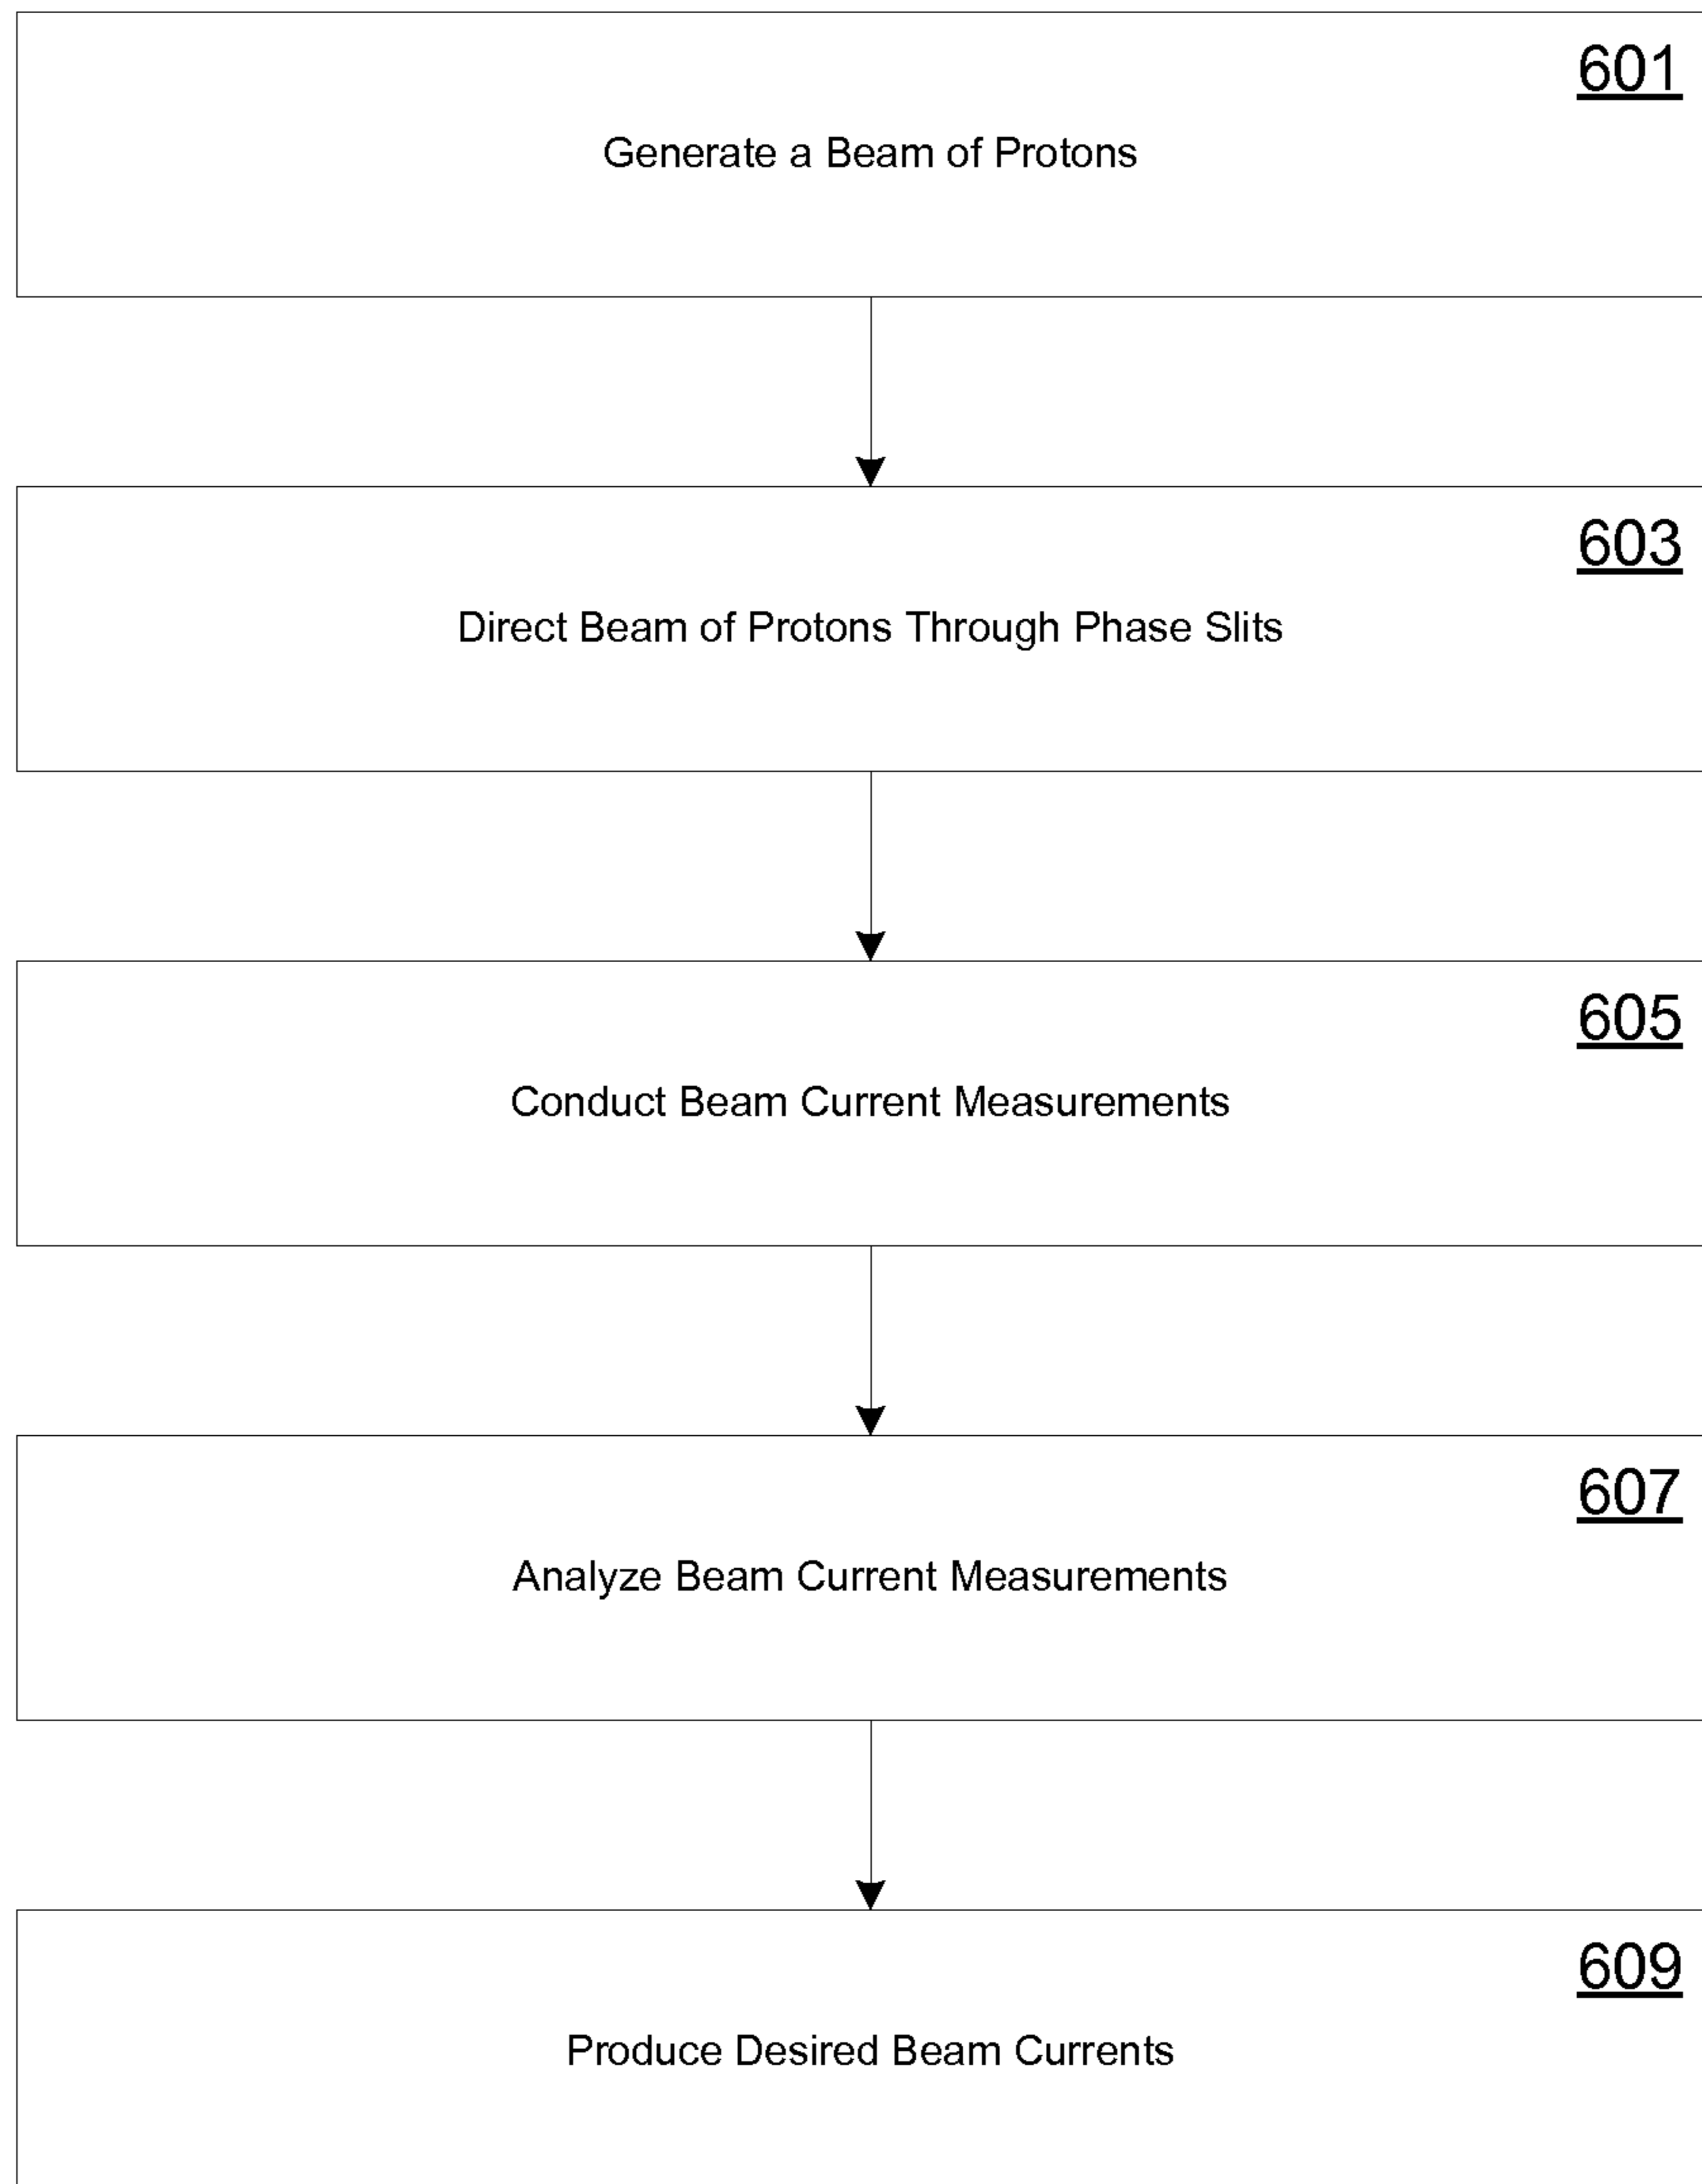 601
Generate a Beam of Protons
603
Direct Beam of Protons Through Phase Slits
605
Conduct Beam Current Measurements
607
Analyze Beam Current Measurements
609
Produce Desired Beam Currents